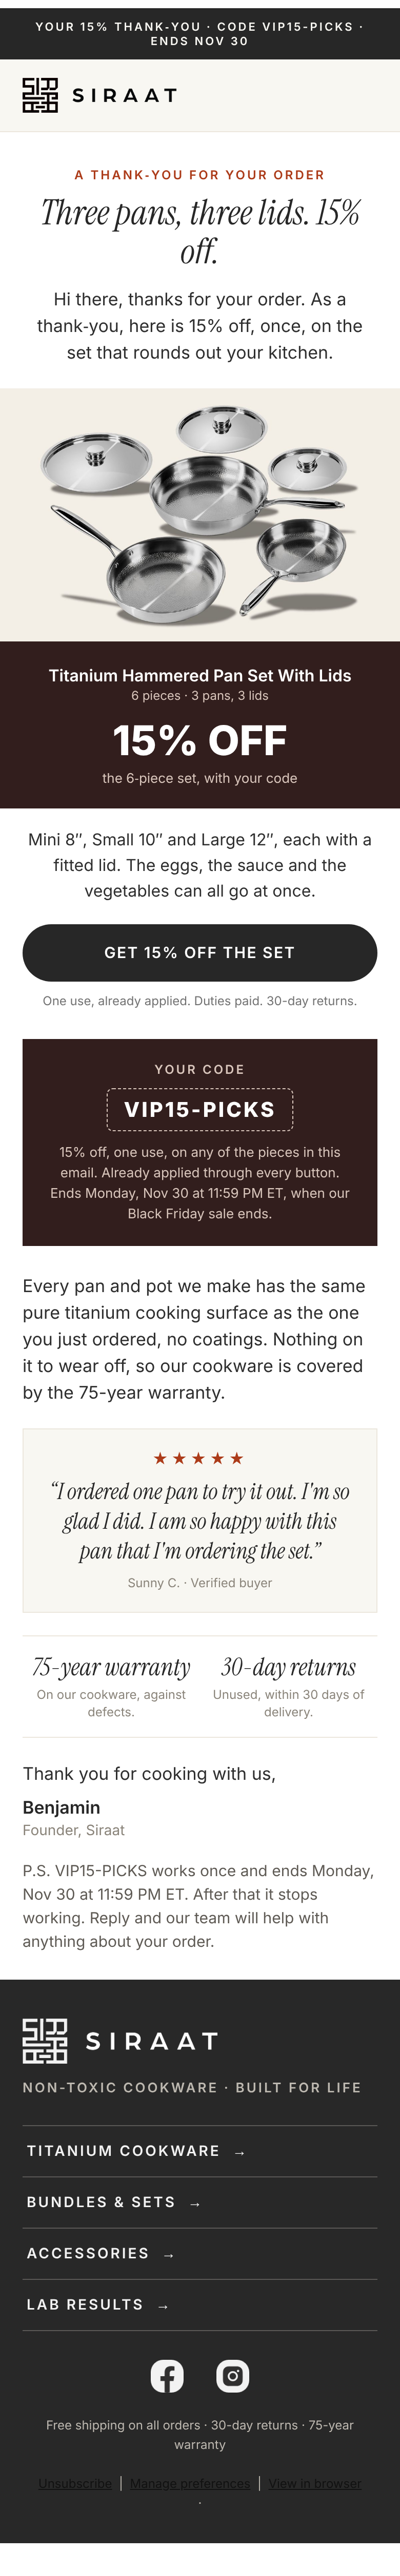 YOUR 15% THANK-YOU · CODE VIP15-PICKS ·
ENDS NOV 30
SIRAAT
A THANK-YOU FOR YOUR ORDER
Three pans, three lids. 15%
off.
Hi there, thanks for your order. As a
thank-you, here is 15% off, once, on the
set that rounds out your kitchen.
Titanium Hammered Pan Set With Lids
6 pieces · 3 pans, 3 lids
15% OFF
the 6-piece set, with your code
Mini 8″, Small 10″ and Large 12″, each with a
fitted lid. The eggs, the sauce and the
vegetables can all go at once.
GET 15% OFF THE SET
One use, already applied. Duties paid. 30-day returns.
YOUR CODE
VIP15-PICKS
15% off, one use, on any of the pieces in this
email. Already applied through every button.
Ends Monday, Nov 30 at 11:59 PM ET, when our
Black Friday sale ends.
Every pan and pot we make has the same
pure titanium cooking surface as the one
you just ordered, no coatings. Nothing on
it to wear off, so our cookware is covered
by the 75-year warranty.
★★★★★
“I ordered one pan to try it out. I'm so
glad I did. I am so happy with this
pan that I'm ordering the set.”
Sunny C. · Verified buyer
75-year warranty
On our cookware, against
defects.
30-day returns
Unused, within 30 days of
delivery.
Thank you for cooking with us,
Benjamin
Founder, Siraat
P.S. VIP15-PICKS works once and ends Monday,
Nov 30 at 11:59 PM ET. After that it stops
working. Reply and our team will help with
anything about your order.
SIRAAT
NON-TOXIC COOKWARE · BUILT FOR LIFE
TITANIUM COOKWARE →
BUNDLES & SETS →
ACCESSORIES →
LAB RESULTS →
Free shipping on all orders · 30-day returns · 75-year
warranty
Unsubscribe | Manage preferences | View in browser
.